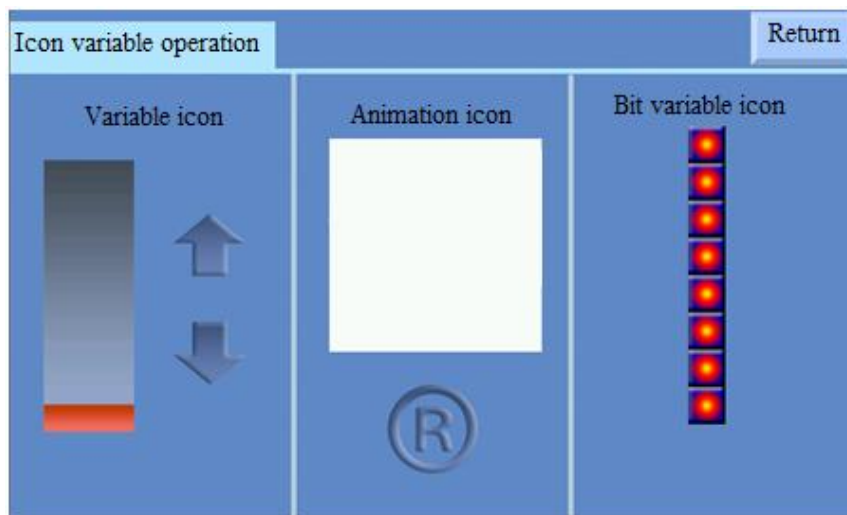 Icon variable operation
Return
Variable icon
Animation icon
Bit variable icon
R